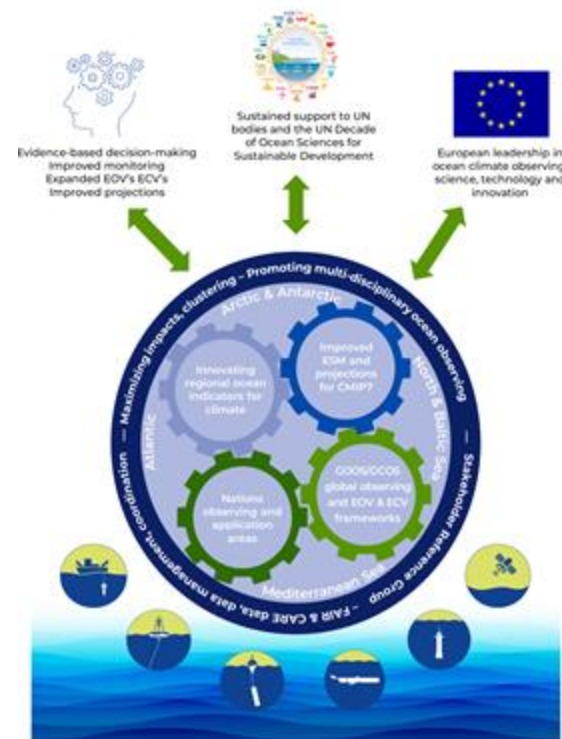 Sustained support to UN
bodies and the UN Decade
of Ocean Sciences for
Sustainable Development
Evidence-based decision-making
Improved monitoring
Expanded EOV's ECV's
Improved projections
European leadership in
ocean climate observing
science, technology and
innovation
Maximizing impacts, clustering – Promoting multi-disciplinary ocean observing
— Stakeholder Reference Group
– FAIR & CARE data, data management, coordination —
Arctic & Antarctic
North & Baltic Sea
Mediterranean Sea
Atlantic
Innovating
regional ocean
indicators for
climate
Improved
ESM and
projections
for CMIP7
Nations
observing and
application
areas
GOOS/GCOS
global observing
and EOV & ECV
frameworks